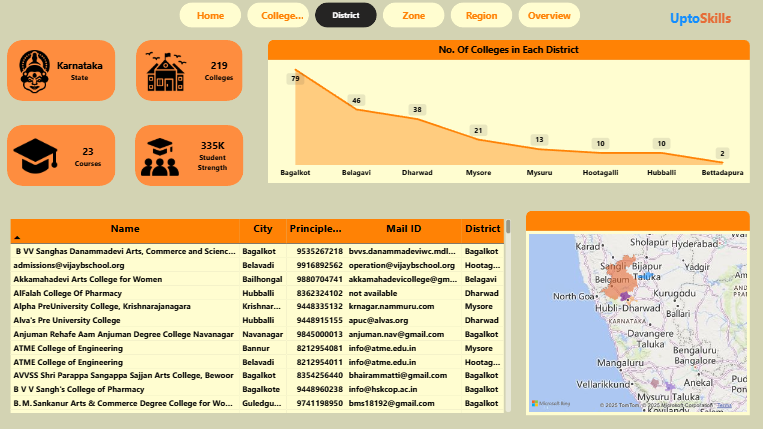 Home
College...
District
Zone
Region
Overview
UptoSkills
Karnataka
State
219
Colleges
23
Courses
335K
Student
Strength
No. Of Colleges in Each District
79
46
38
21
13
10
10
2
Bagalkot
Belagavi
Dharwad
Mysore
Mysuru
Hootagalli
Hubballi
Bettadapura
Name City Principle... Mail ID District
B VV Sanghas Danammadevi Arts, Commerce and Scienc... Bagalkot 9535267218 bvvs.danammadeviwc.mdl... Bagalkot
admissions@vijaybschool.org Belavadi 9916892562 operation@vijaybschool.org Hootag...
Akkamahadevi Arts College for Women Bailhongal 9880704741 akkamahadevicollege@gm... Belagavi
AlFalah College Of Pharmacy Hubballi 8362324102 not available Dharwad
Alpha PreUniversity College, Krishnarajanagara Krishnar... 9448335132 krnagar.nammuru.com Mysore
Alva's Pre University College Hubballi 9448915155 apuc@alvas.org Dharwad
Anjuman Rehafe Aam Anjuman Degree College Navanagar Navanagar 9845000013 anjuman.nav@gmail.com Bagalkot
ATME College of Engineering Bannur 8212954081 info@atme.edu.in Mysore
ATME College of Engineering Belavadi 8212954011 info@atme.edu.in Hootag...
AVVSS Shri Parappa Sangappa Sajjan Arts College, Bewoor Bagalkot 8354256440 bhairammatti@gmail.com Bagalkot
B V V Sangh's College of Pharmacy Bagalkote 9448960238 info@hskcop.ac.in Bagalkot
B. M. Sankanur Arts & Commerce Degree College for Wo... Guledgu... 9741198950 bms18192@gmail.com Bagalkot
Karad
Sholapur
Hyderabad
Sangli
Bijapur
Taluka
Yadgir
Belgaum
North Goa
Kurugodu
Hubli-Dharwad
Ballari
KARNATAKA
Davangere
Taluka
Bengaluru
Bangalore
Mangaluru
Vellarikkundu
Anekal
Mysuru Taluka
Microsoft Bing
© 2025 TomTom, © 2025 Microsoft Corporation Terms